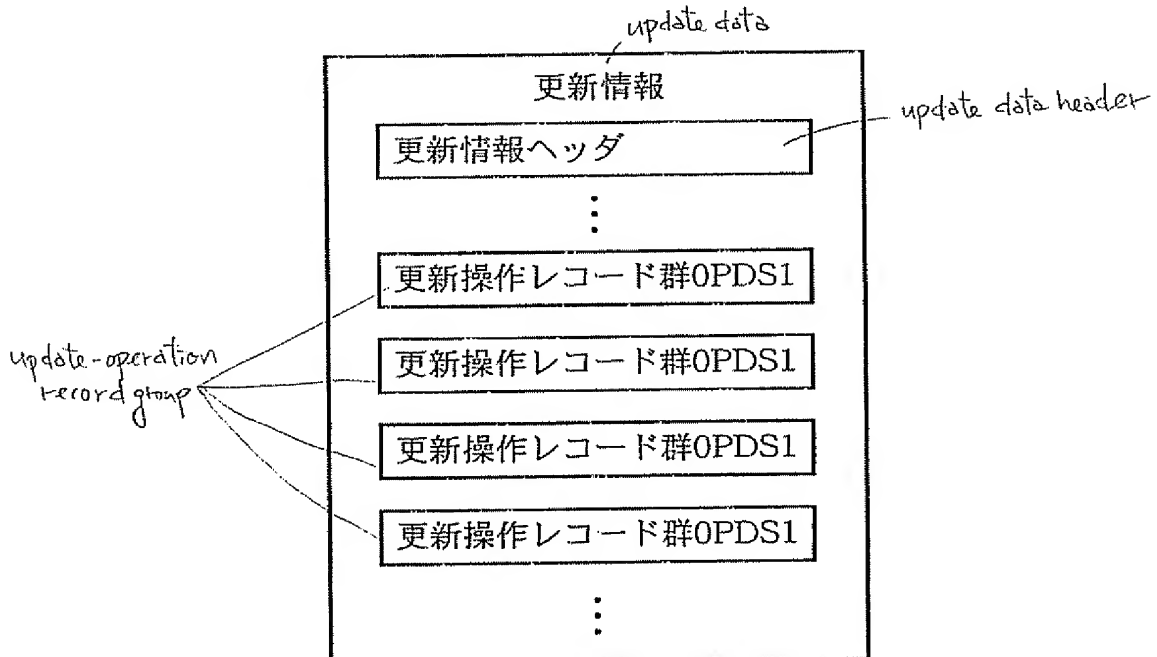 update data
更新情報
update data header
更新情報ヘッダ
更新操作レコード群0PDS1
更新操作レコード群0PDS1
update-operation
record group
更新操作レコード群0PDS1
更新操作レコード群0PDS1